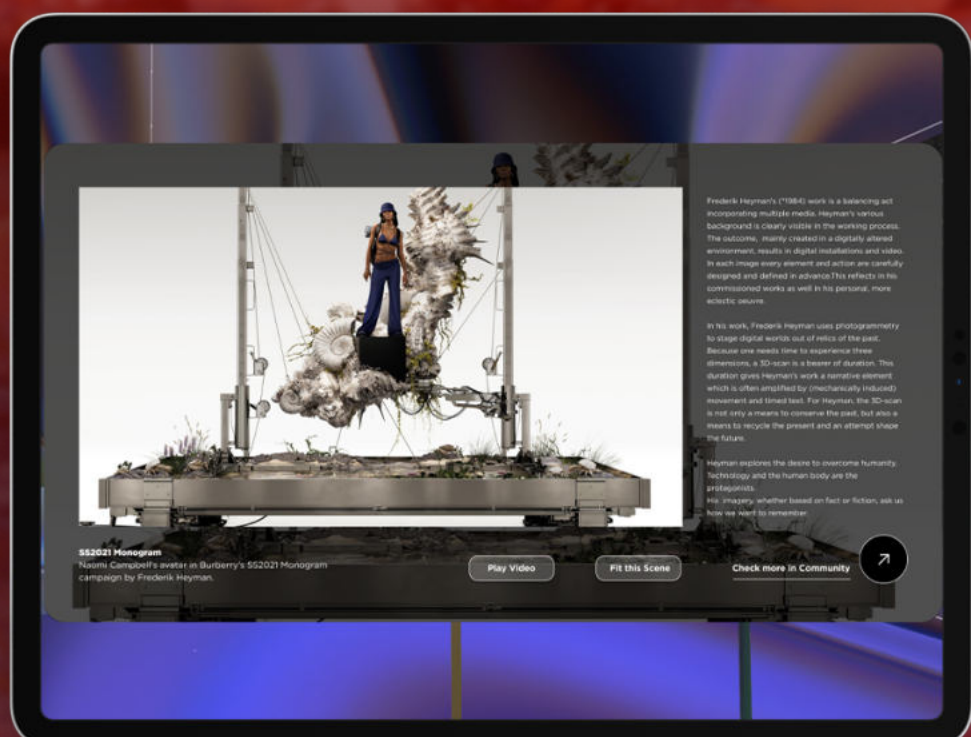 Frederik Heyman's (*1984) work is a balancing act
incorporating multiple media. Heyman's various
background is clearly visible in the working process.
The outcome, mainly created in a digitally altered
environment, results in digital installations and video.
In each image every element and action are carefully
designed and defined in advance.This reflects in his
commissioned works as well in his personal, more
eclectic oeuvre.
In his work, Frederik Heyman uses photogrammetry
to stage digital worlds out of relics of the past.
Because one needs time to experience three
dimensions, a 3D-scan is a bearer of duration. This
duration gives Heyman's work a narrative element
which is often amplified by (mechanically induced)
movement and timed text. For Heyman, the 3D-scan
is not only a means to conserve the past, but also a
means to recycle the present and an attempt shape
the future.
Heyman explores the desire to overcome humanity.
Technology and the human body are the
protagonists.
His imagery, whether based on fact or fiction, ask us
how we want to remember.
SS2021 Monogram
Naomi Campbell's avatar in Burberry's SS2021 Monogram
campaign by Frederik Heyman.
Play Video
Fit this Scene
Check more in Community